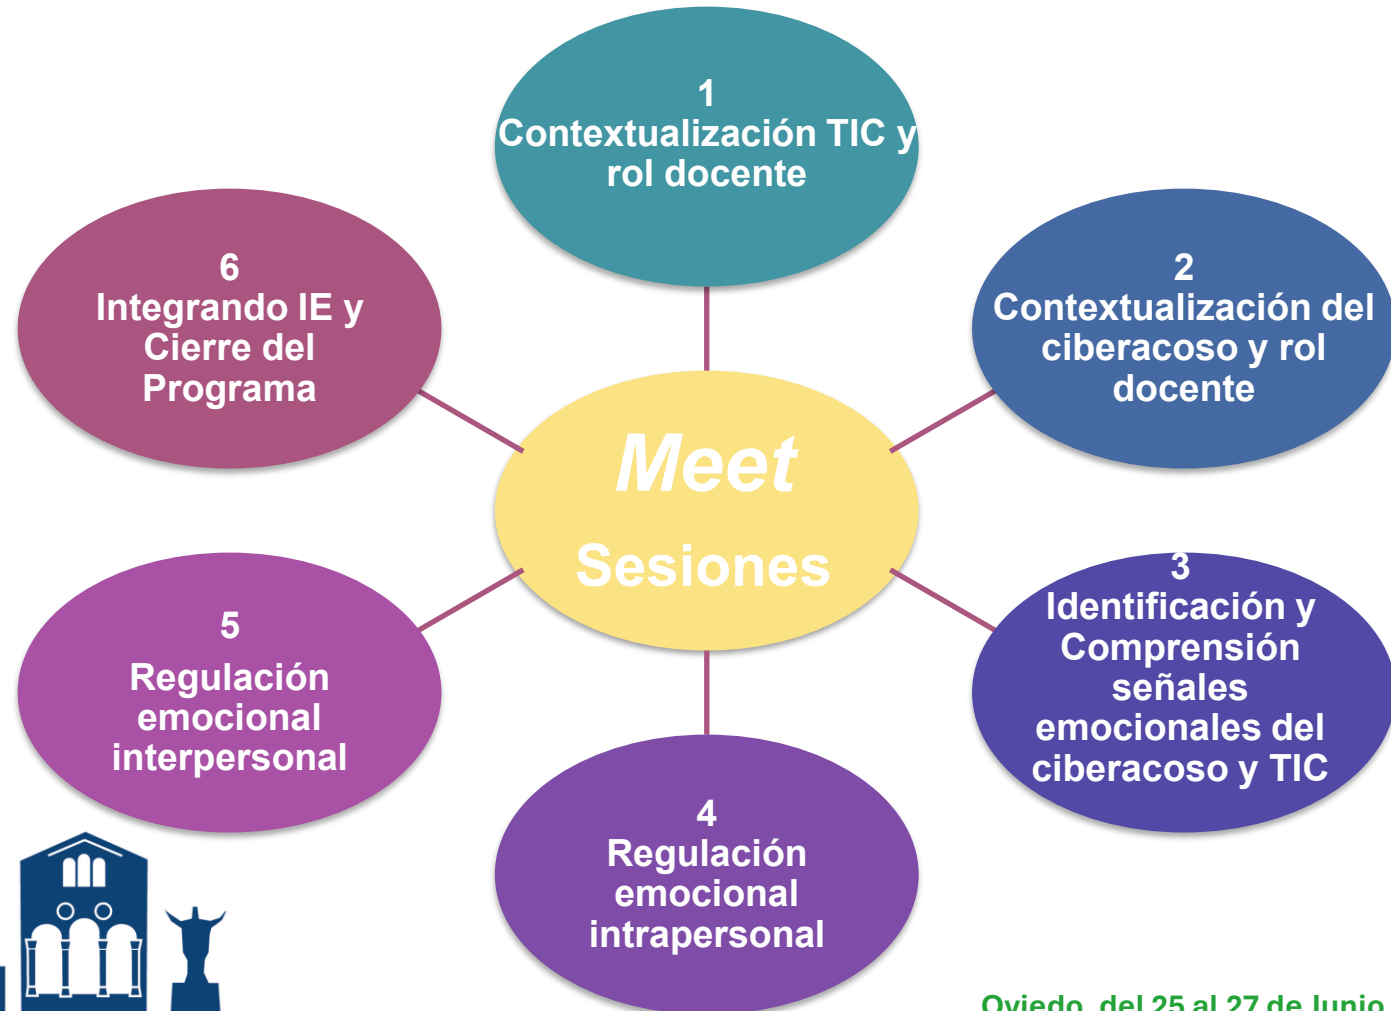 1
Contextualización TIC y
rol docente
2
Contextualización del
ciberacoso y rol
docente
3
Identificación y
Comprensión
señales
emocionales del
ciberacoso y TIC
4
Regulación
emocional
intrapersonal
5
Regulación
emocional
interpersonal
6
Integrando IE y
Cierre del
Programa
Meet
Sesiones
Oviedo, del 25 al 27 de Junio